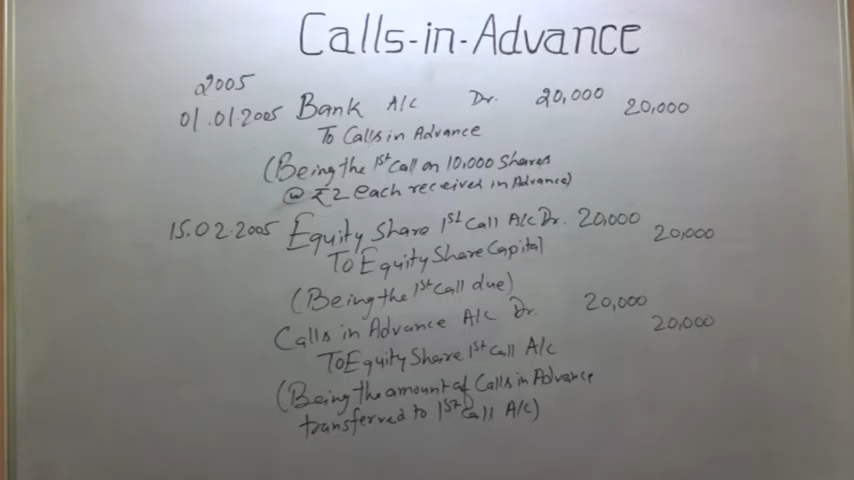 Calls-in-Advance
2005
01.01.2005 Bank A/c Dr. 20,000 20,000
To Calls in Advance
(Being the 1st Call on 10,000 Shares
@ ₹2 each received in Advance)
15.02.2005 Equity Share 1st Call A/c Dr. 20,000 20,000
To Equity Share Capital
(Being the 1st Call due)
Calls in Advance A/c Dr. 20,000 20,000
To Equity Share 1st Call A/c
(Being the amount of Calls in Advance
transferred to 1st Call A/c)